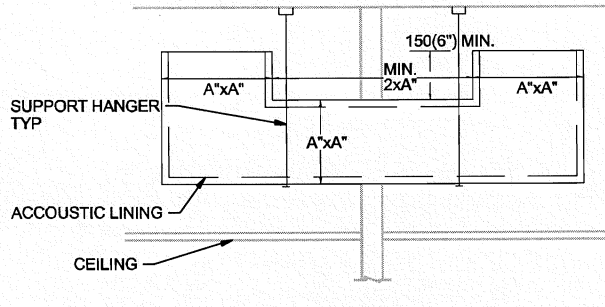 150(6") MIN.
MIN.
2xA"
A"xA"
A"xA"
SUPPORT HANGER
TYP
A"xA"
ACCOUSTIC LINING
CEILING